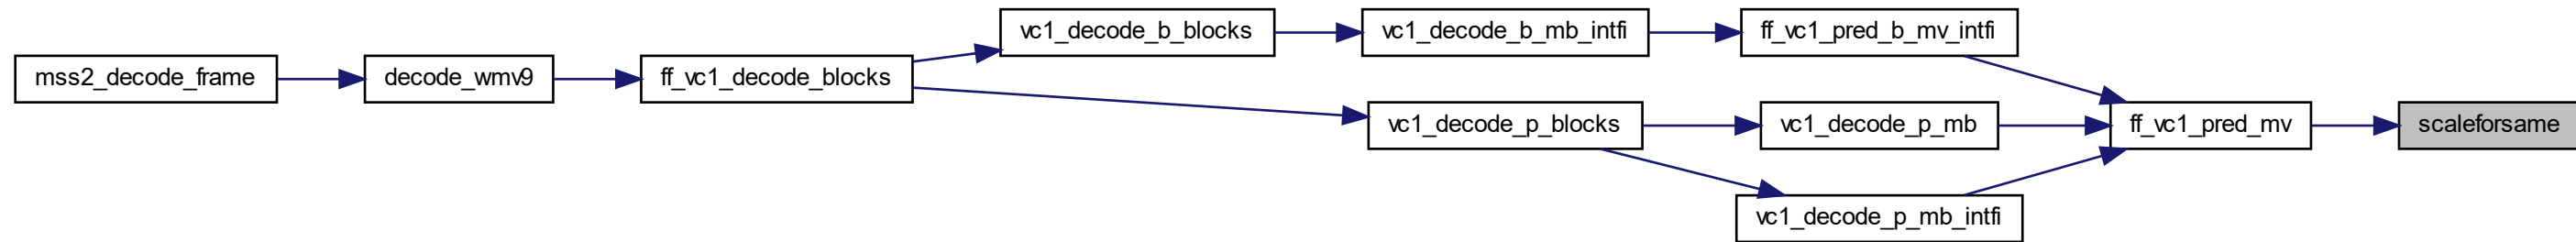 mss2_decode_frame
decode_wmv9
ff_vc1_decode_blocks
vc1_decode_b_blocks
vc1_decode_b_mb_intfi
ff_vc1_pred_b_mv_intfi
vc1_decode_p_blocks
vc1_decode_p_mb
ff_vc1_pred_mv
scaleforsame
vc1_decode_p_mb_intfi